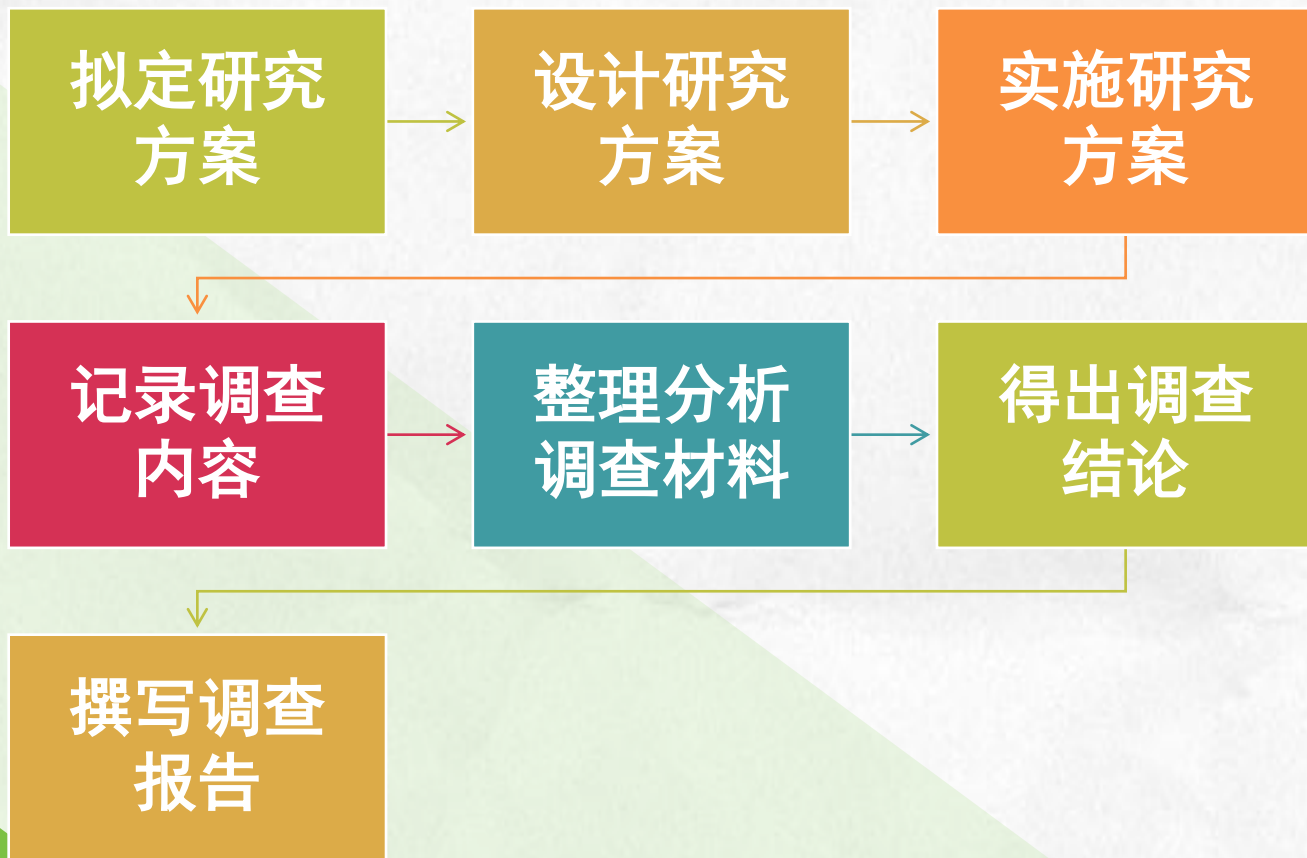 拟定研究
方案
设计研究
方案
实施研究
方案
记录调查
内容
整理分析
调查材料
得出调查
结论
撰写调查
报告